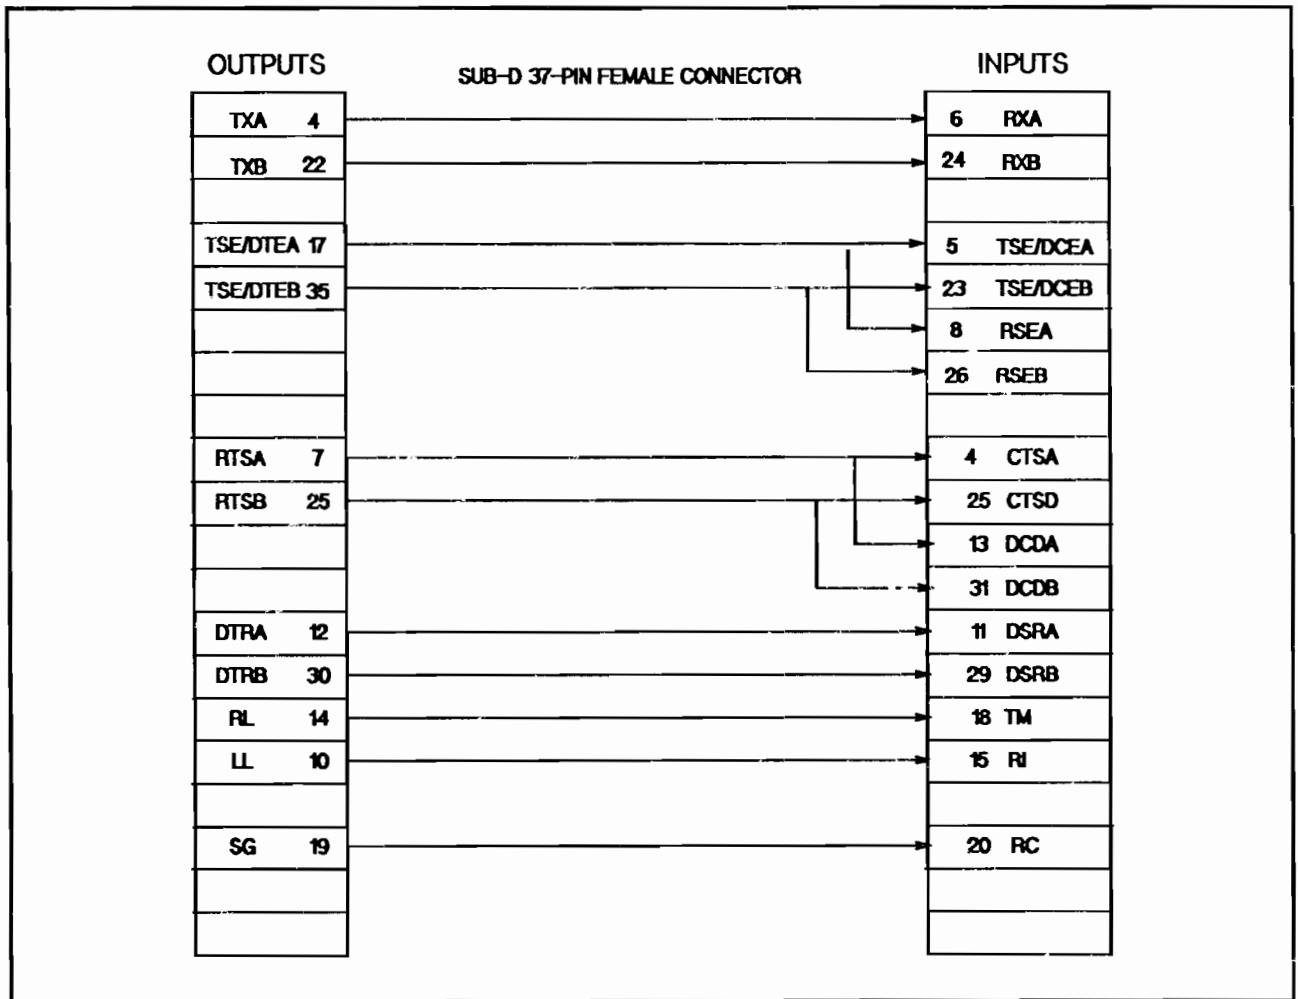 OUTPUTS
SUB-D 37-PIN FEMALE CONNECTOR
INPUTS
TXA 4
6 RXA
TXB 22
24 RXB
TSE/DTEA 17
5 TSE/DCEA
TSE/DTEB 35
23 TSE/DCEB
8 RSEA
26 RSEB
RTSA 7
4 CTSA
RTSB 25
25 CTSD
13 DCDA
31 DCDB
DTRA 12
11 DSRA
DTRB 30
29 DSRB
RL 14
18 TM
LL 10
15 RI
SG 19
20 RC